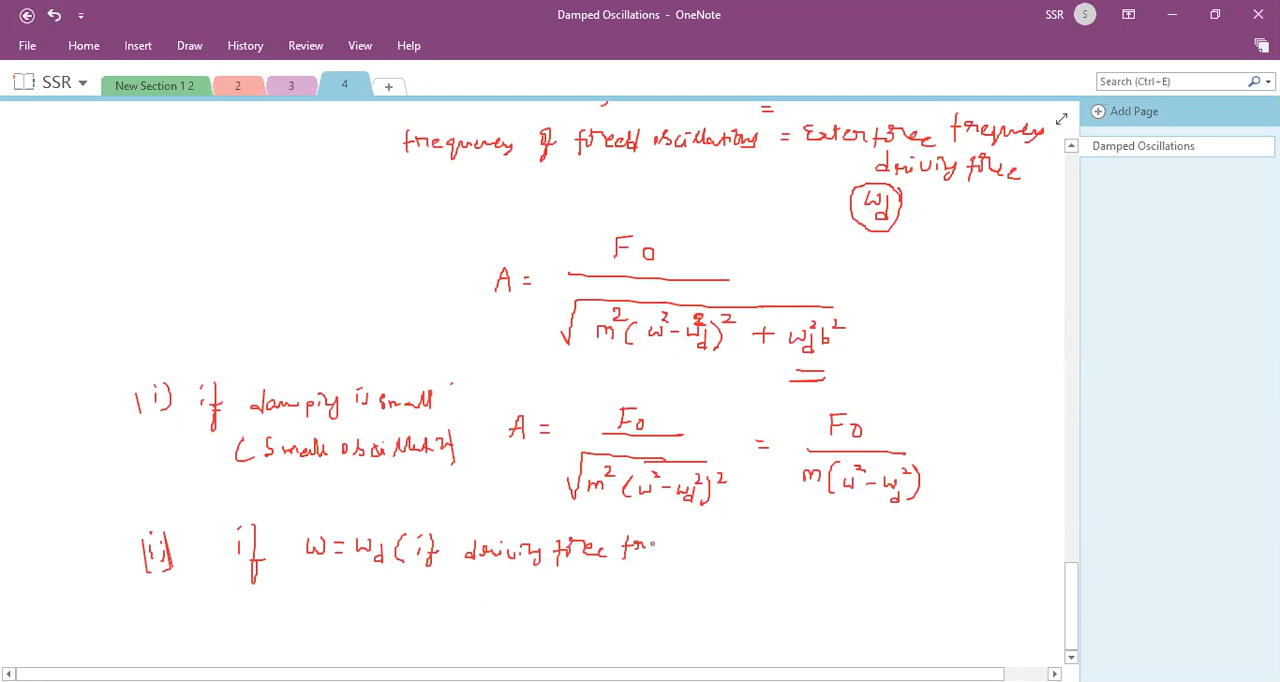 Damped Oscillations - OneNote
SSR S
File Home Insert Draw History Review View Help
SSR New Section 1 2 2 3 4 +
Search (Ctrl+E)
Add Page
Damped Oscillations
frequency of forced oscillations = Exter force frequency
driving force
ωd
A = F0 / √(m²(ω² - ωd²)² + ωd²b²)
(i) if damping is small
(small oscillat
A = F0 / √(m²(ω² - ωd²)²) = F0 / m(ω² - ωd²)
(ii) if ω = ωd (if driving force fr